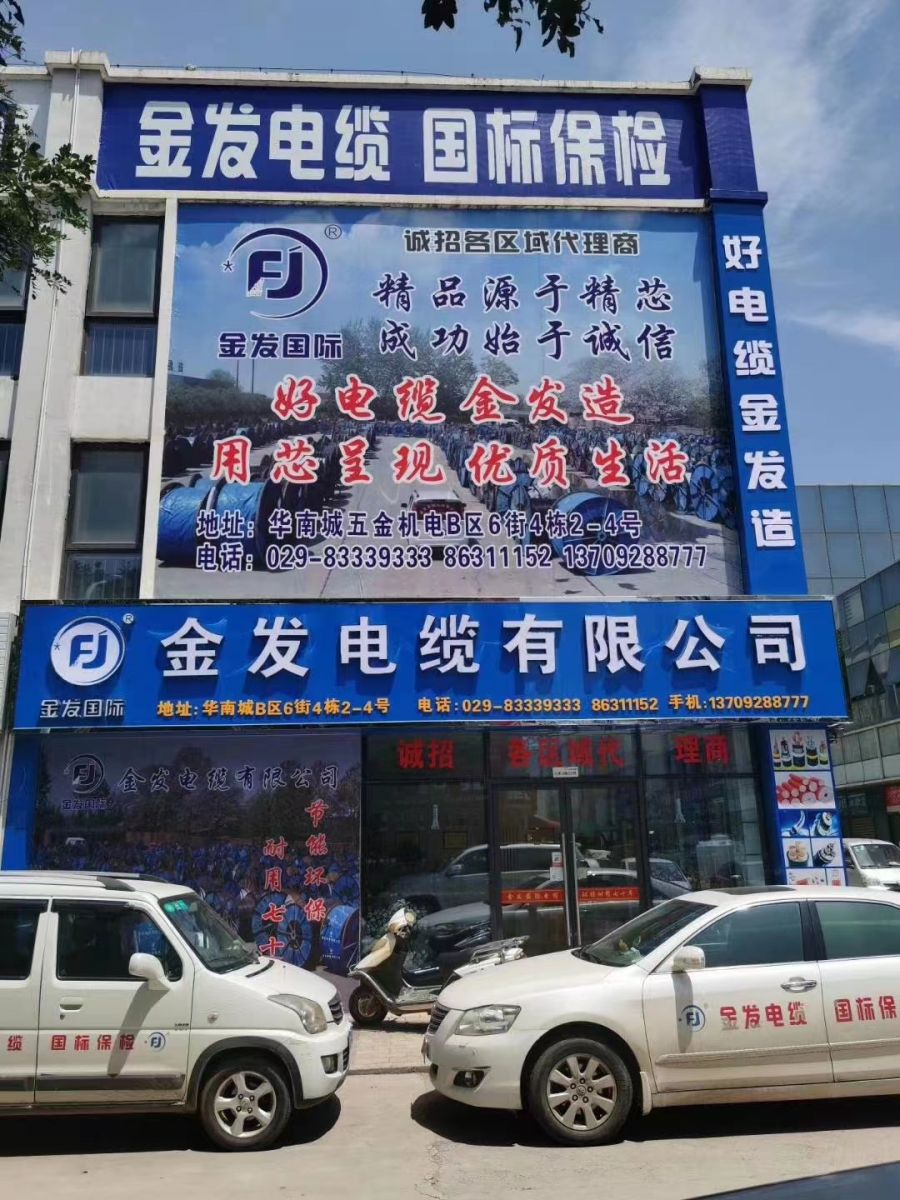 金发电缆 国标保检
FJ
®
金发国际
诚招各区域代理商
精品源于精芯
成功始于诚信
好电缆金发造
用芯呈现优质生活
地址：华南城五金机电B区6街4栋2-4号
电话：029-83339333 86311152 13709288777
好电缆金发造
FJ
®
金发国际
金发电缆有限公司
地址:华南城B区6街4栋2-4号 电话:029-83339333 86311152 手机:13709288777
FJ
金发国际
金发电缆有限公司
节能环保
耐用七十
诚招 各区域代 理商
缆 国标保检 FJ
FJ 金发电缆 国标保